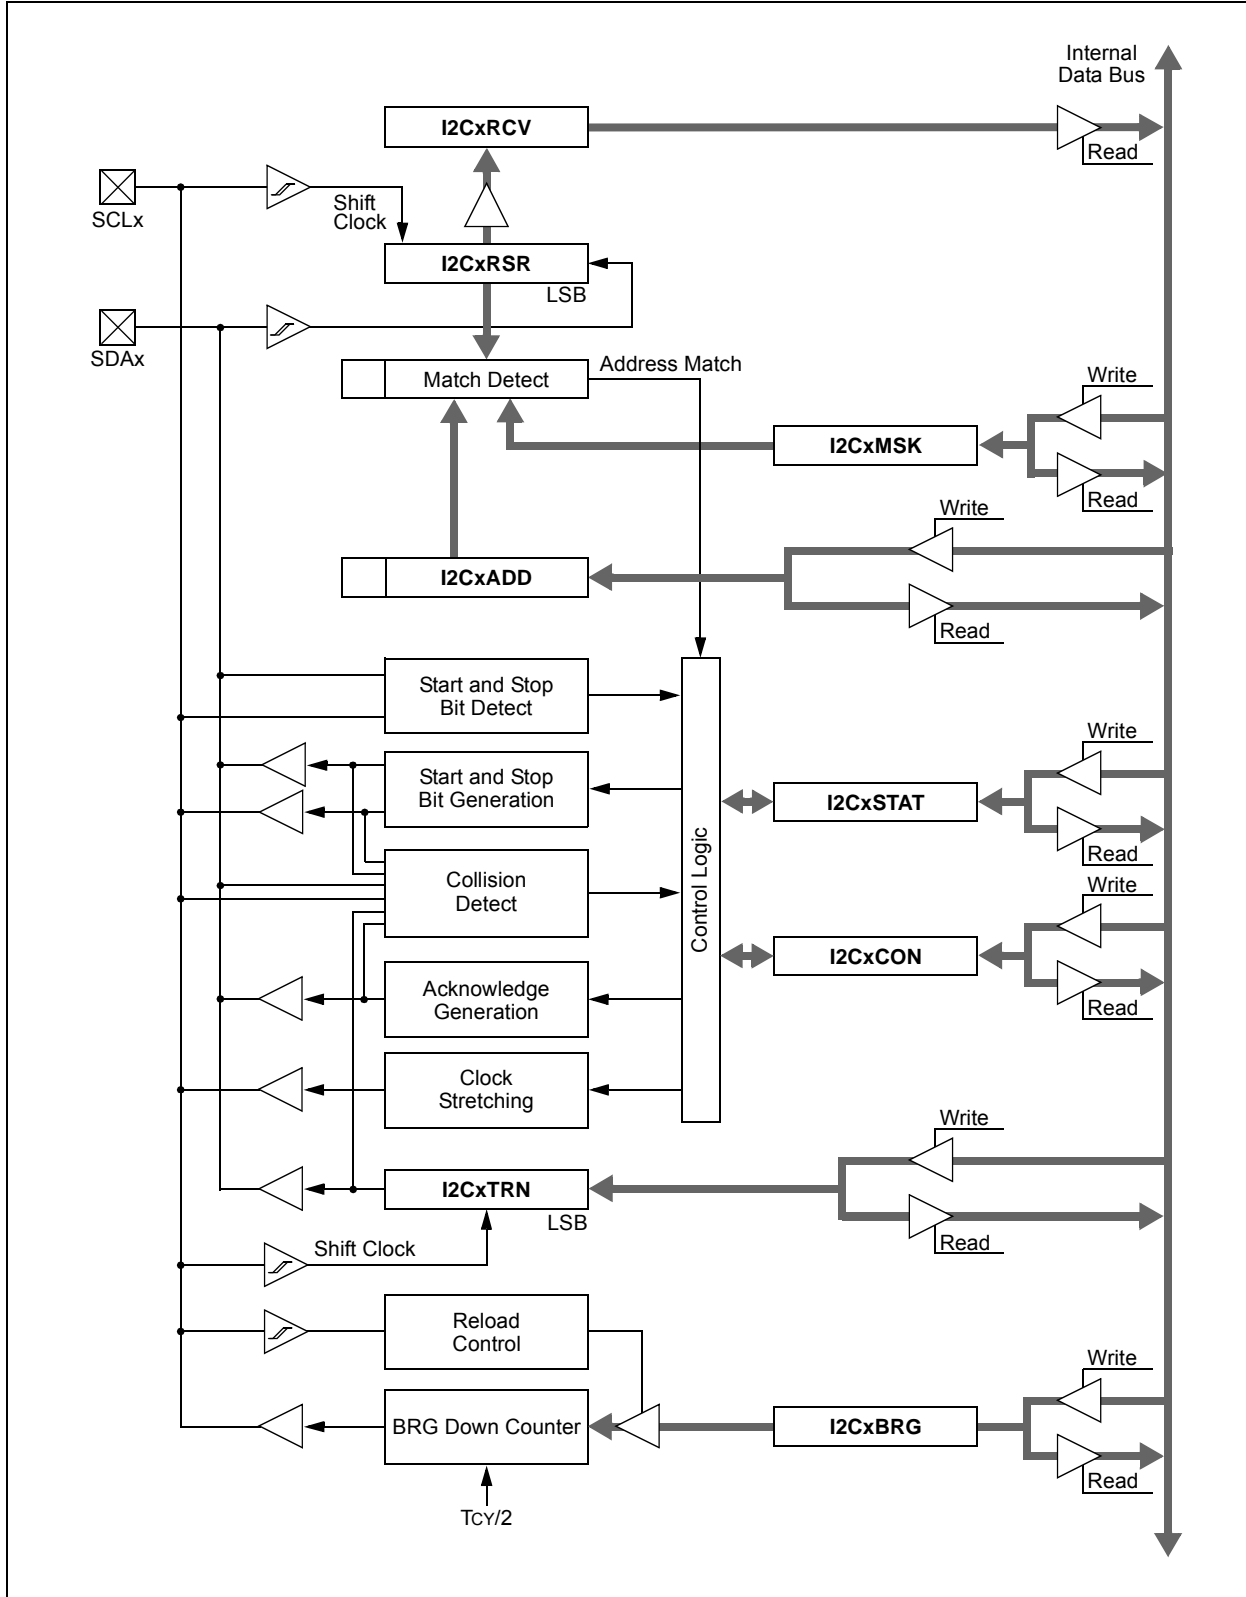 Internal
Data Bus
I2CxRCV
Read
SCLx
Shift
Clock
I2CxRSR
LSB
SDAx
Address Match
Match Detect
Write
I2CxMSK
Read
Write
I2CxADD
Read
Start and Stop
Bit Detect
Write
Start and Stop
Bit Generation
I2CxSTAT
Read
Control Logic
Collision
Detect
Write
I2CxCON
Read
Acknowledge
Generation
Clock
Stretching
Write
I2CxTRN
LSB
Read
Shift Clock
Reload
Control
Write
BRG Down Counter
I2CxBRG
Read
TCY/2